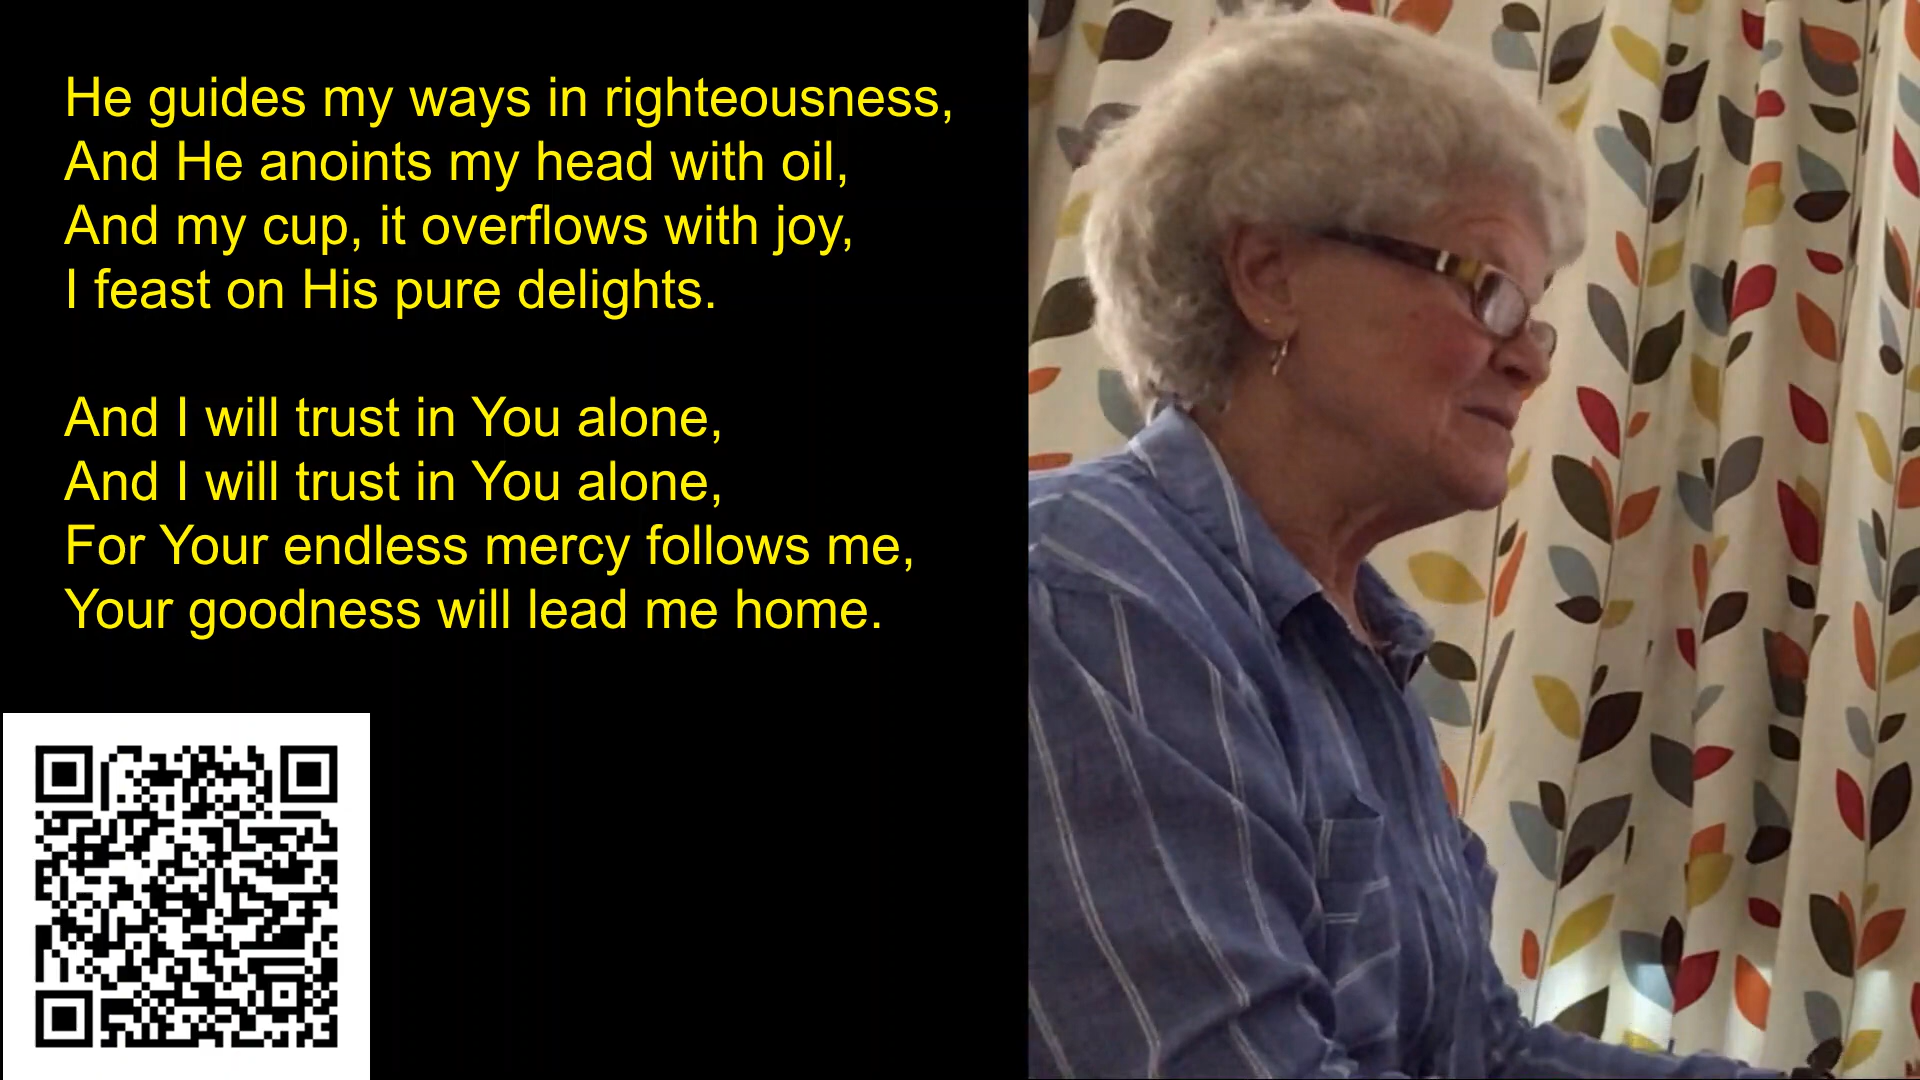 He guides my ways in righteousness,
And He anoints my head with oil,
And my cup, it overflows with joy,
I feast on His pure delights.
And I will trust in You alone,
And I will trust in You alone,
For Your endless mercy follows me,
Your goodness will lead me home.